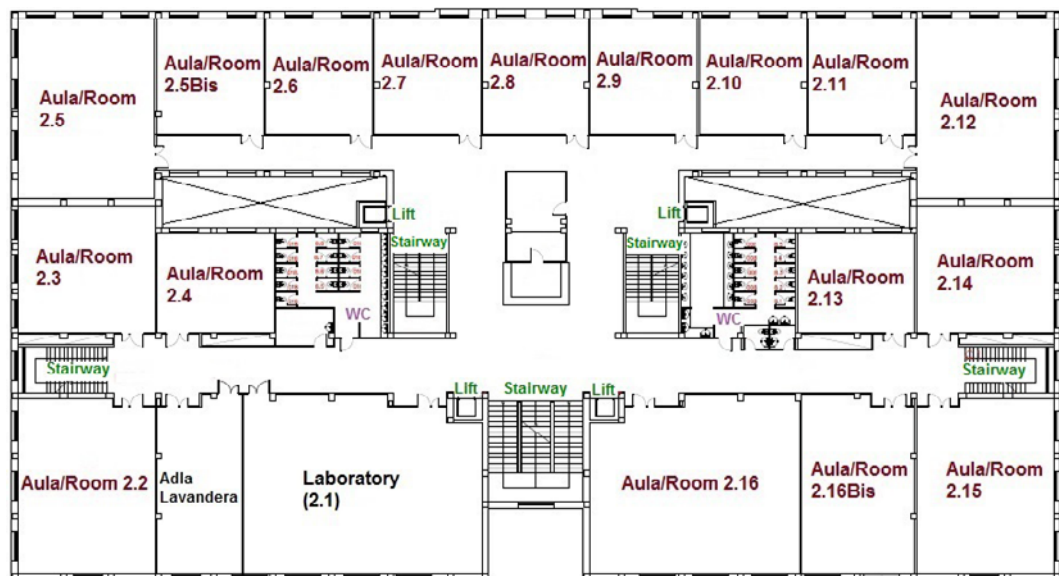 Aula/Room
2.5
Aula/Room
2.5Bis
Aula/Room
2.6
Aula/Room
2.7
Aula/Room
2.8
Aula/Room
2.9
Aula/Room
2.10
Aula/Room
2.11
Aula/Room
2.12
Lift
Stairway
Lift
Stairway
Aula/Room
2.3
Aula/Room
2.4
WC
WC
Aula/Room
2.13
Aula/Room
2.14
Stairway
Stairway
Lift
Stairway
Lift
Aula/Room 2.2
Adla
Lavandera
Laboratory
(2.1)
Aula/Room 2.16
Aula/Room
2.16Bis
Aula/Room
2.15